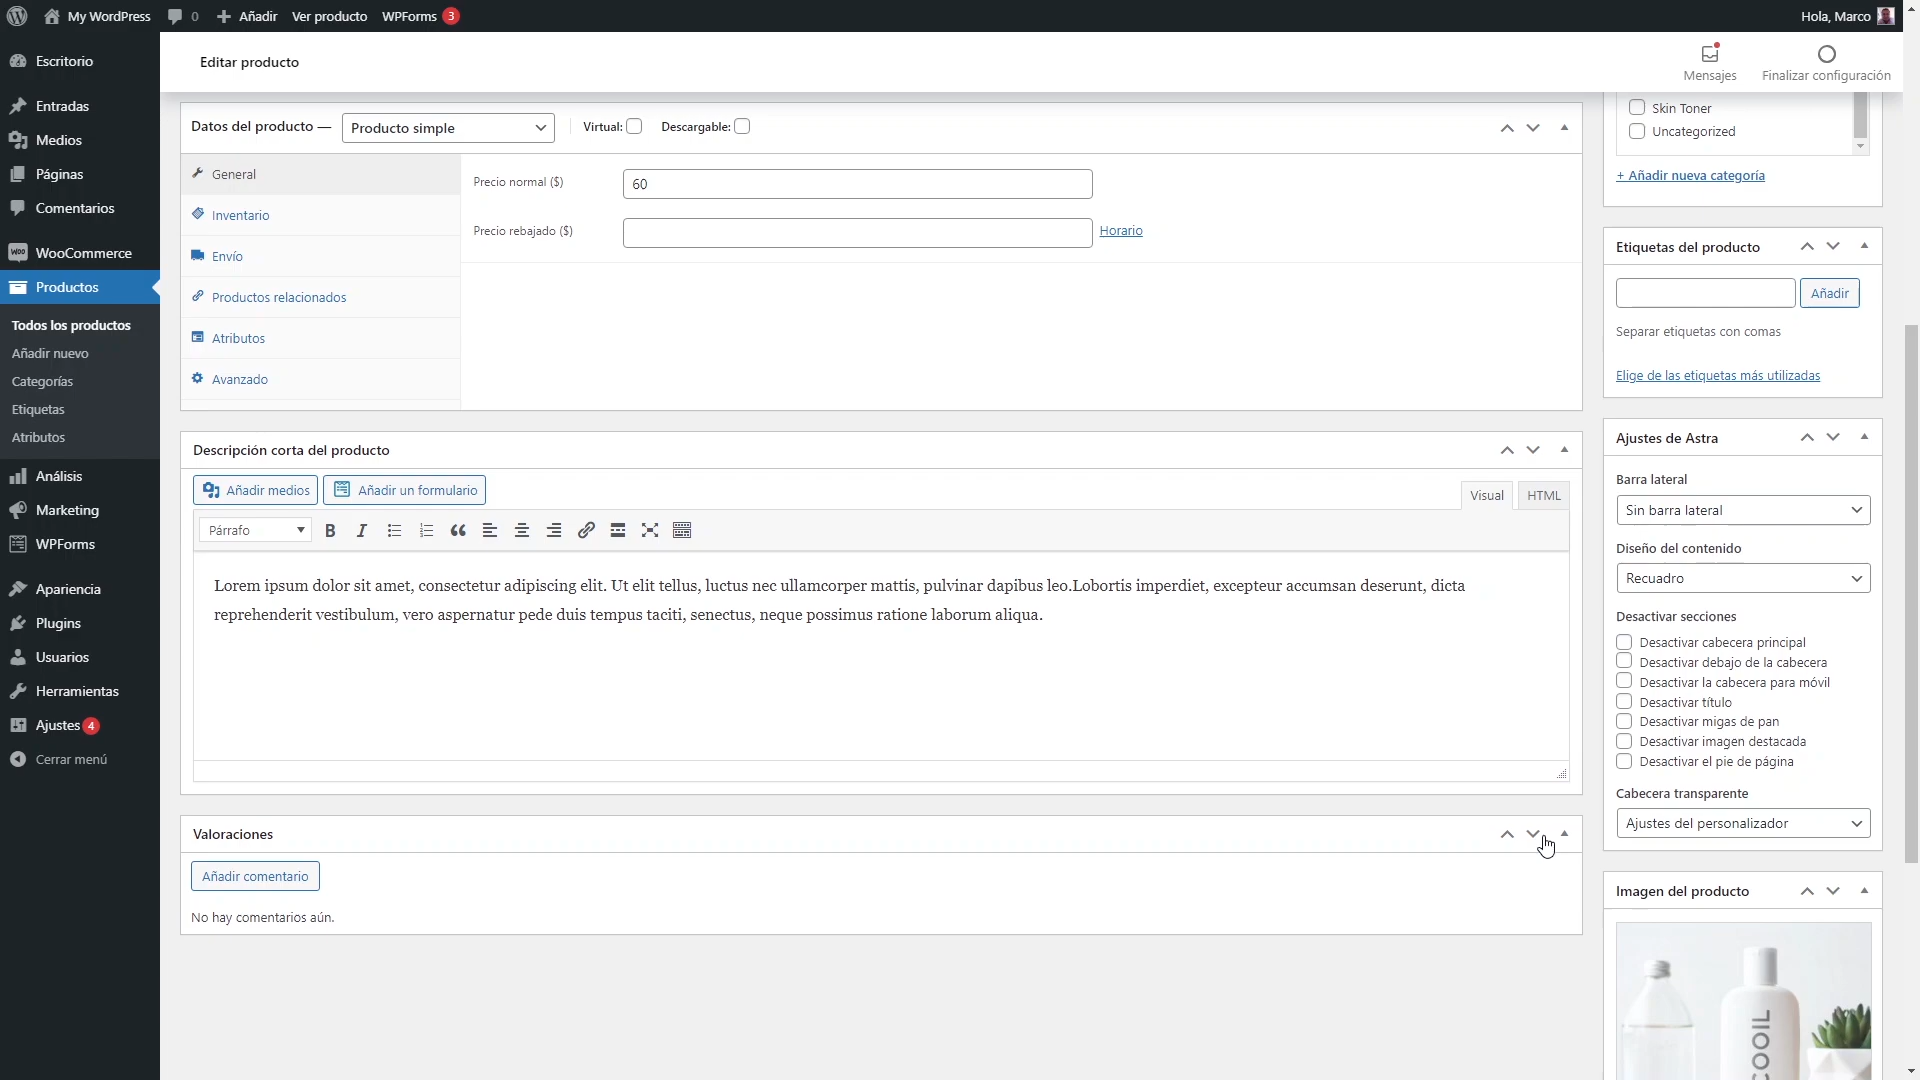 My WordPress 0 Añadir Ver producto WPForms 3 Hola, Marco
Escritorio
Entradas
Medios
Páginas
Comentarios
WooCommerce
Productos
Todos los productos
Añadir nuevo
Categorías
Etiquetas
Atributos
Análisis
Marketing
WPForms
Apariencia
Plugins
Usuarios
Herramientas
Ajustes 4
Cerrar menú
Editar producto
Mensajes
Finalizar configuración
Datos del producto — Producto simple Virtual: Descargable:
General
Inventario
Envío
Productos relacionados
Atributos
Avanzado
Precio normal ($) 60
Precio rebajado ($) Horario
Descripción corta del producto
Añadir medios Añadir un formulario
Visual HTML
Párrafo
Lorem ipsum dolor sit amet, consectetur adipiscing elit. Ut elit tellus, luctus nec ullamcorper mattis, pulvinar dapibus leo.Lobortis imperdiet, excepteur accumsan deserunt, dicta
reprehenderit vestibulum, vero aspernatur pede duis tempus taciti, senectus, neque possimus ratione laborum aliqua.
Valoraciones
Añadir comentario
No hay comentarios aún.
Skin Toner
Uncategorized
+ Añadir nueva categoría
Etiquetas del producto
Añadir
Separar etiquetas con comas
Elige de las etiquetas más utilizadas
Ajustes de Astra
Barra lateral
Sin barra lateral
Diseño del contenido
Recuadro
Desactivar secciones
Desactivar cabecera principal
Desactivar debajo de la cabecera
Desactivar la cabecera para móvil
Desactivar título
Desactivar migas de pan
Desactivar imagen destacada
Desactivar el pie de página
Cabecera transparente
Ajustes del personalizador
Imagen del producto
COOIL